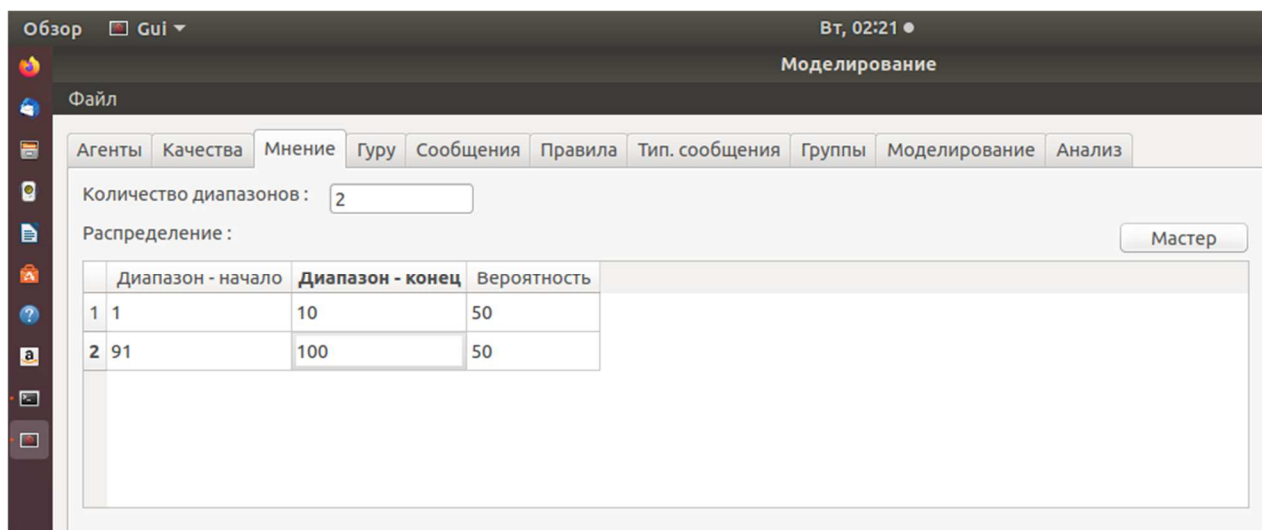 Обзор Gui Вт, 02:21
Моделирование
Файл
Агенты Качества Мнение Гуру Сообщения Правила Тип. сообщения Группы Моделирование Анализ
Количество диапазонов : 2
Распределение : Мастер
Диапазон - начало Диапазон - конец Вероятность
1 1 10 50
2 91 100 50